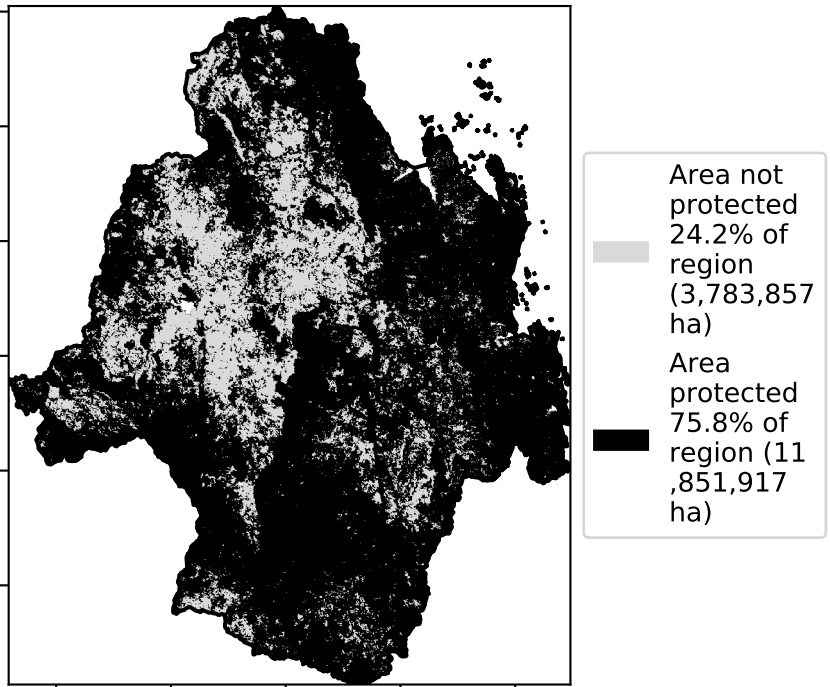 Area not
protected
24.2% of
region
(3,783,857
ha)
Area
protected
75.8% of
region (11
,851,917
ha)